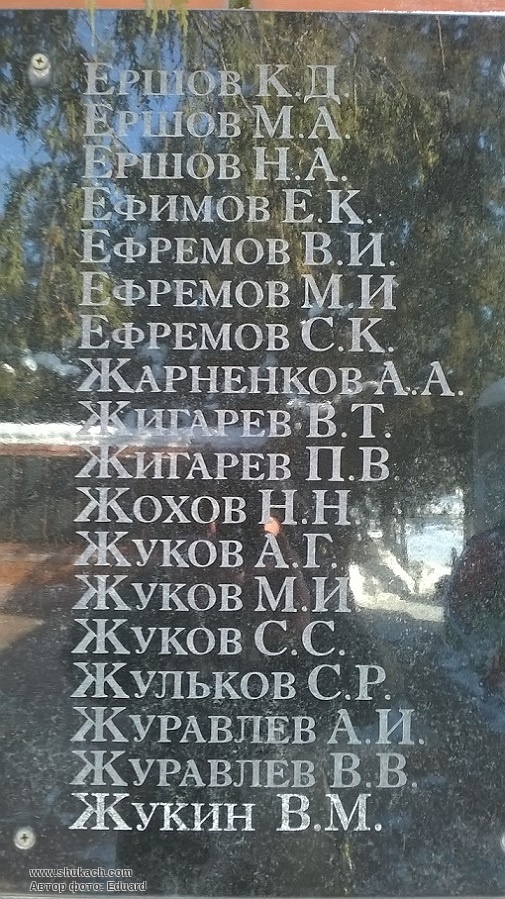 Ершов К.Д.
Ершов М.А.
Ершов Н.А.
Ефимов Е.К.
Ефремов В.И.
Ефремов М.И
Ефремов С.К.
Жарненков А.А.
Жигарев В.Т.
Жигарев П.В.
Жохов Н.Н.
Жуков А.Г.
Жуков М.И
Жуков С.С.
Жульков С.Р.
Журавлев А.И.
Журавлев В.В.
Жукин В.М.
www.shukach.com
Автор фото: Eduard